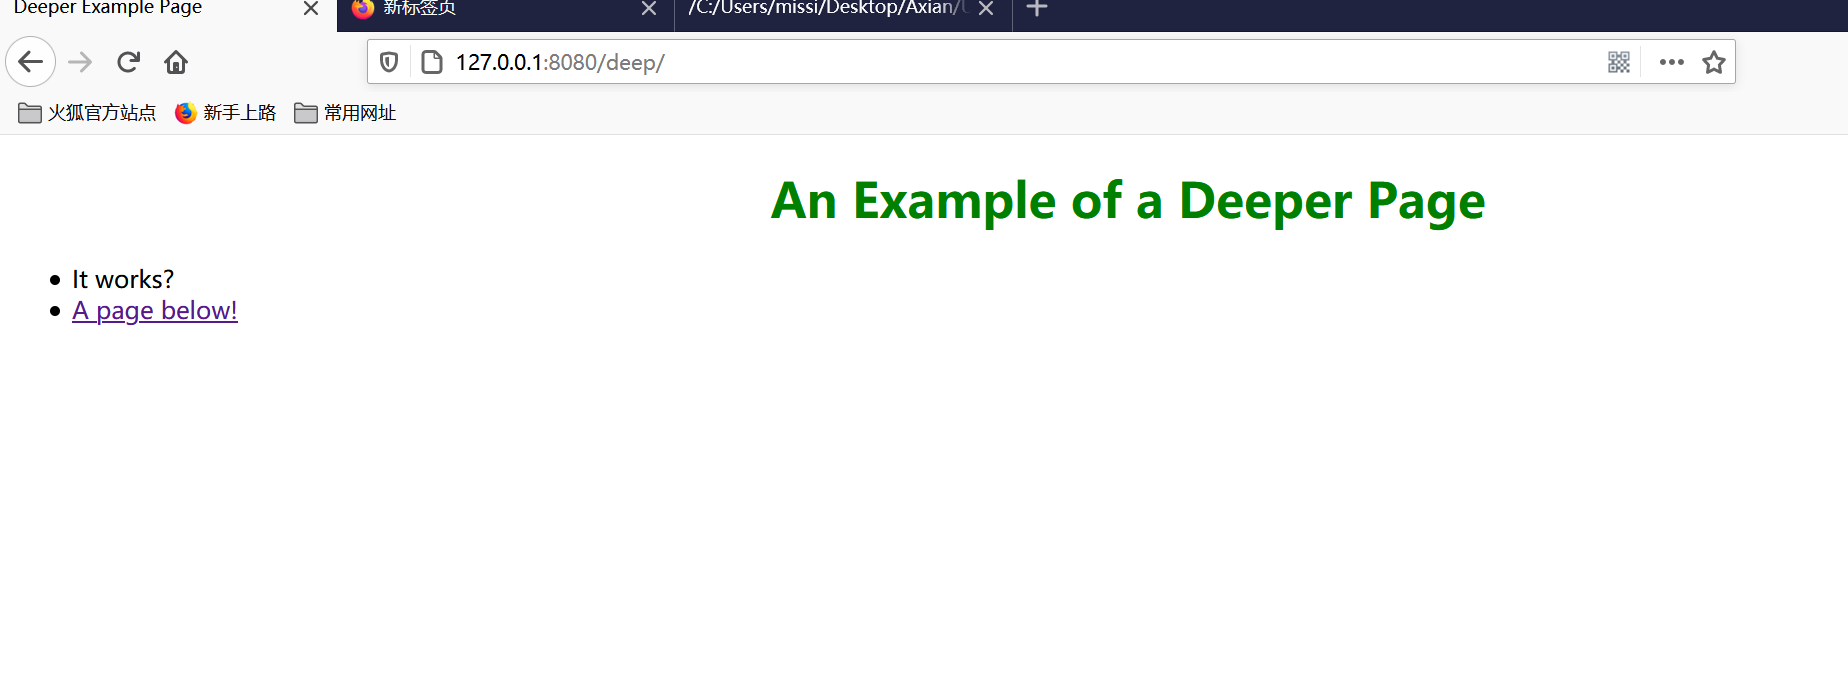 Deeper Example Page
新标签页
/C:/Users/missi/Desktop/Axian/
127.0.0.1:8080/deep/
火狐官方站点
新手上路
常用网址
An Example of a Deeper Page
It works?
A page below!